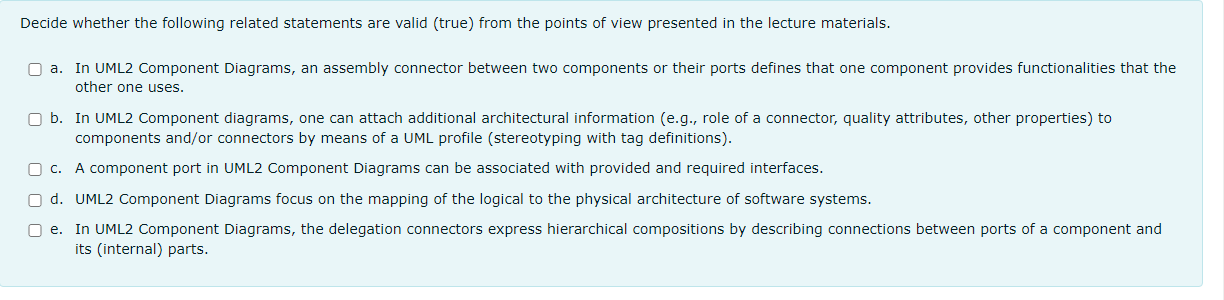 Decide whether the following related statements are valid (true) from the points of view presented in the lecture materials.
a. In UML2 Component Diagrams, an assembly connector between two components or their ports defines that one component provides functionalities that the
other one uses.
b. In UML2 Component diagrams, one can attach additional architectural information (e.g., role of a connector, quality attributes, other properties) to
components and/or connectors by means of a UML profile (stereotyping with tag definitions).
c. A component port in UML2 Component Diagrams can be associated with provided and required interfaces.
d. UML2 Component Diagrams focus on the mapping of the logical to the physical architecture of software systems.
e. In UML2 Component Diagrams, the delegation connectors express hierarchical compositions by describing connections between ports of a component and
its (internal) parts.